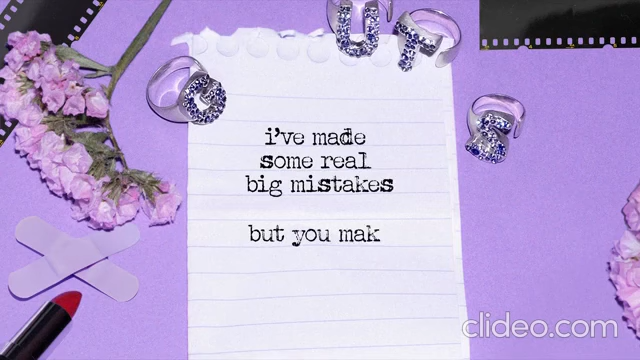 G U T S
i've made
some real
big mistakes
but you mak
clideo.com